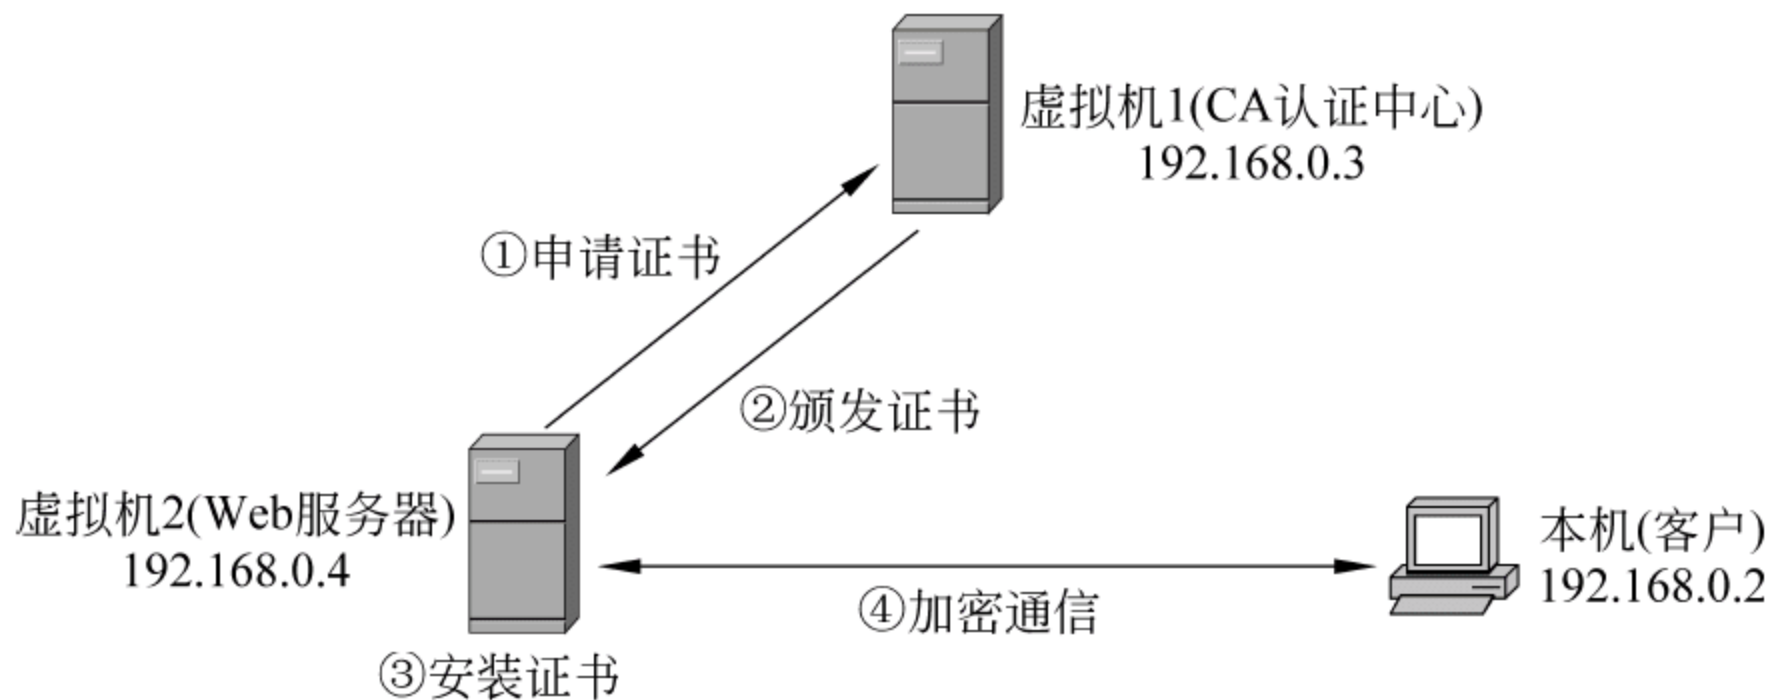 虚拟机1(CA认证中心)
192.168.0.3
①申请证书
②颁发证书
虚拟机2(Web服务器)
192.168.0.4
③安装证书
④加密通信
本机(客户)
192.168.0.2